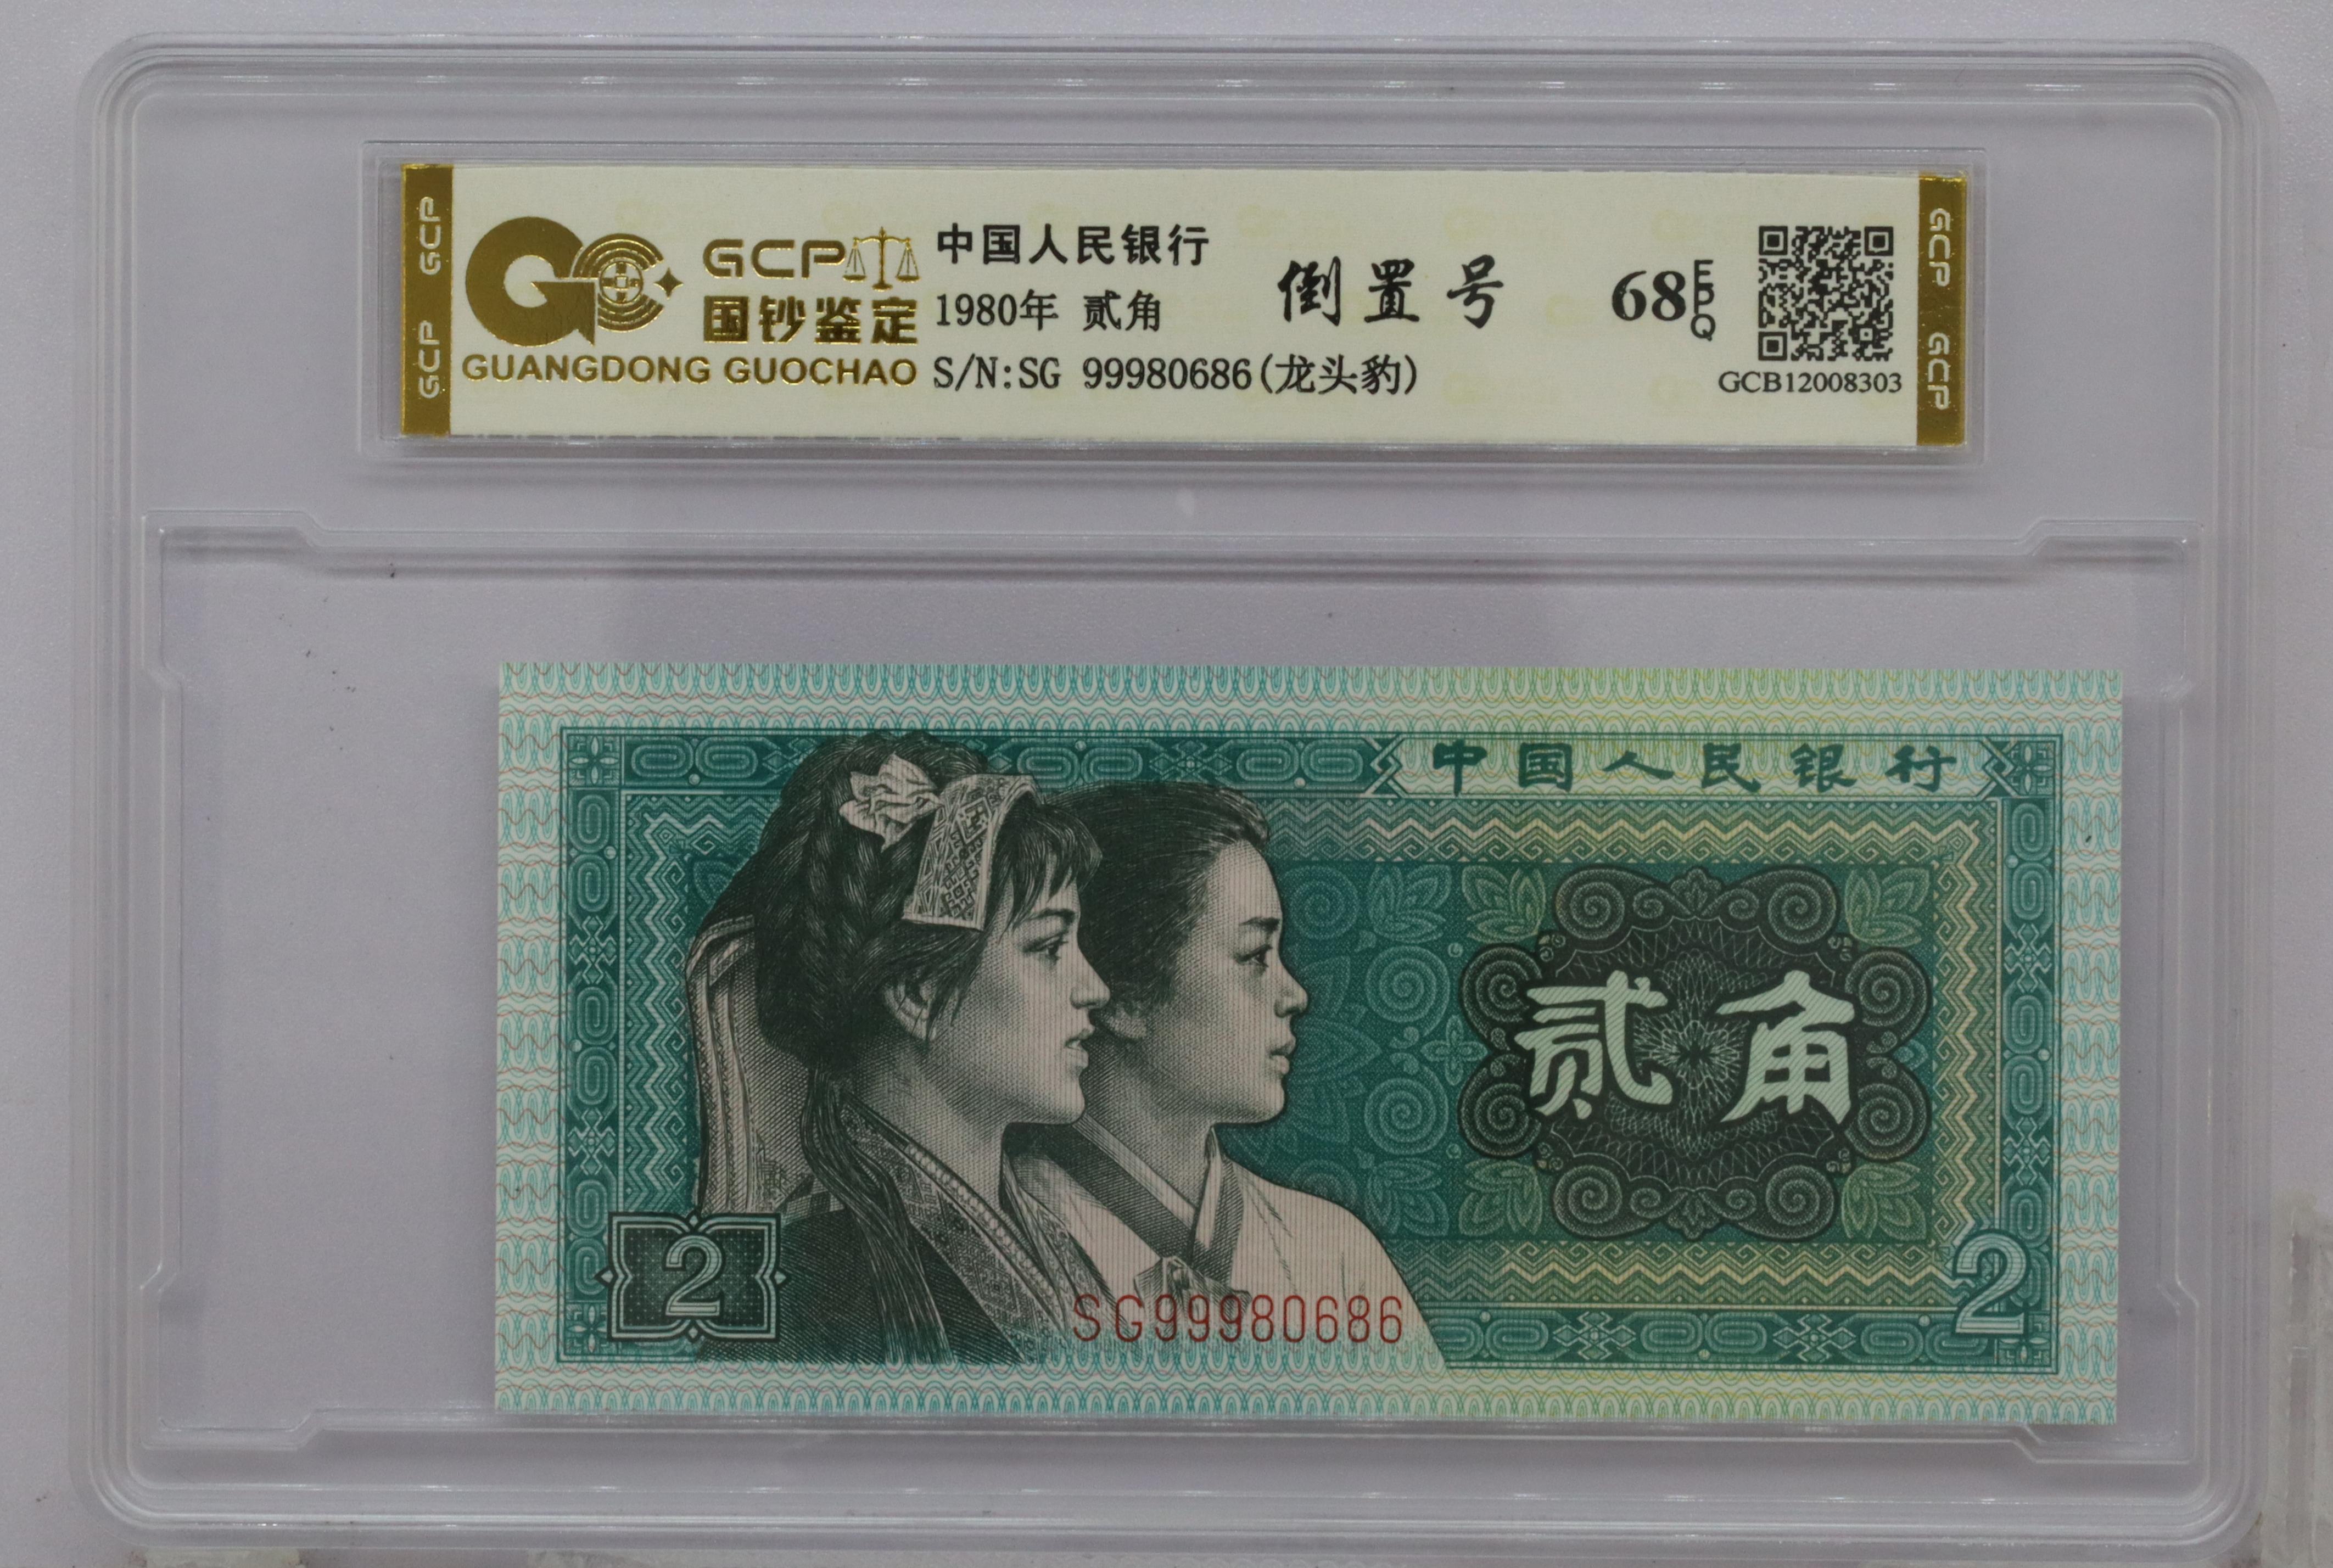 GCP GCP
GCP
国钞鉴定
GUANGDONG GUOCHAO
中国人民银行
1980年 贰角
S/N:SG 99980686(龙头豹)
倒置号
68 EPQ
GCB12008303
GCP GCP
中国人民银行
贰角
2
SG99980686
2